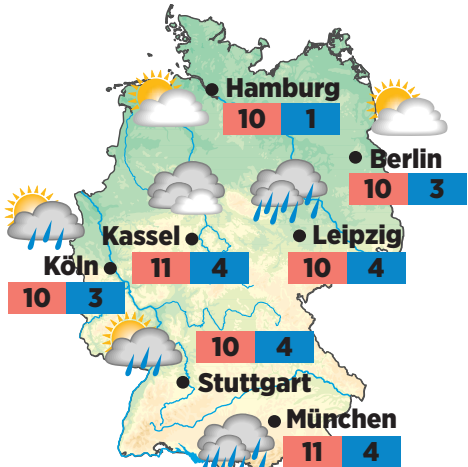 Hamburg
10 1
Berlin
10 3
Kassel
11 4
Leipzig
10 4
Köln
10 3
10 4
Stuttgart
München
11 4